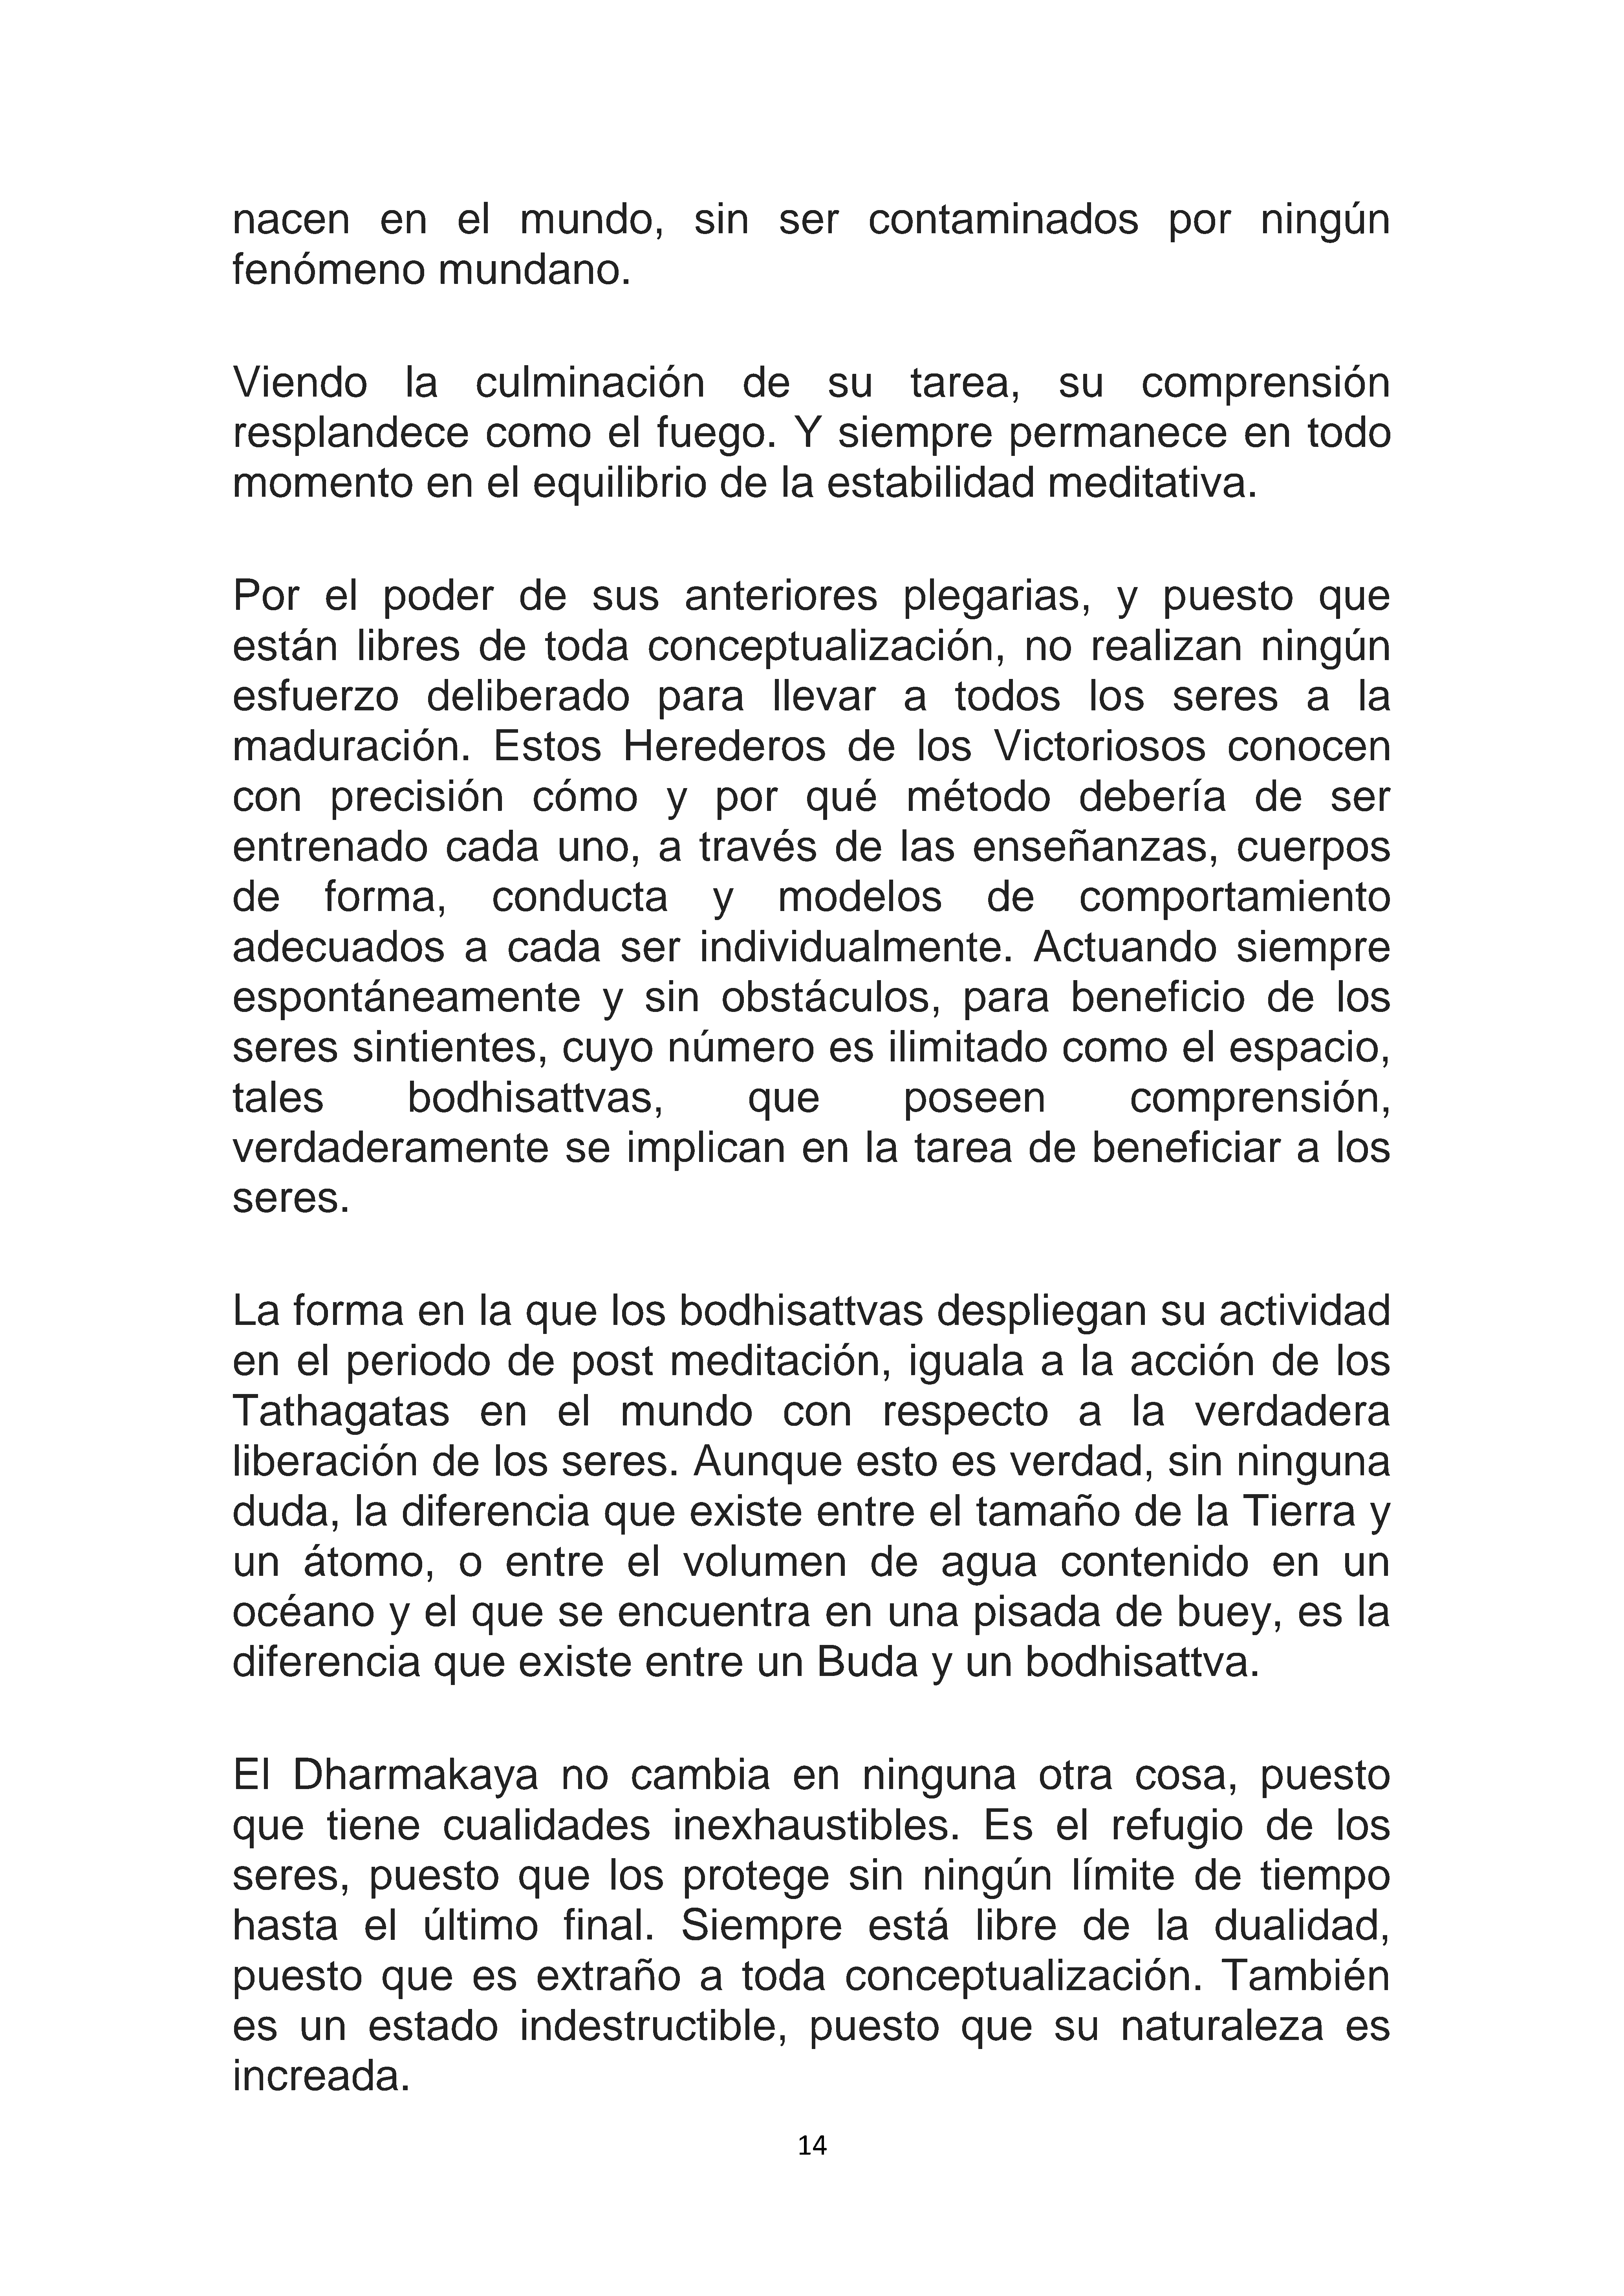 nacen en el mundo, sin ser contaminados por ningún
fenómeno mundano.
Viendo la culminación de su tarea, su comprensión
resplandece como el fuego. Y siempre permanece en todo
momento en el equilibrio de la estabilidad meditativa.
Por el poder de sus anteriores plegarias, y puesto que
están libres de toda conceptualización, no realizan ningún
esfuerzo deliberado para llevar a todos los seres a la
maduración. Estos Herederos de los Victoriosos conocen
con precisión cómo y por qué método debería de ser
entrenado cada uno, a través de las enseñanzas, cuerpos
de forma, conducta y modelos de comportamiento
adecuados a cada ser individualmente. Actuando siempre
espontáneamente y sin obstáculos, para beneficio de los
seres sintientes, cuyo número es ilimitado como el espacio,
tales bodhisattvas, que poseen comprensión,
verdaderamente se implican en la tarea de beneficiar a los
seres.
La forma en la que los bodhisattvas despliegan su actividad
en el periodo de post meditación, iguala a la acción de los
Tathagatas en el mundo con respecto a la verdadera
liberación de los seres. Aunque esto es verdad, sin ninguna
duda, la diferencia que existe entre el tamaño de la Tierra y
un átomo, o entre el volumen de agua contenido en un
océano y el que se encuentra en una pisada de buey, es la
diferencia que existe entre un Buda y un bodhisattva.
El Dharmakaya no cambia en ninguna otra cosa, puesto
que tiene cualidades inexhaustibles. Es el refugio de los
seres, puesto que los protege sin ningún límite de tiempo
hasta el último final. Siempre está libre de la dualidad,
puesto que es extraño a toda conceptualización. También
es un estado indestructible, puesto que su naturaleza es
increada.
14